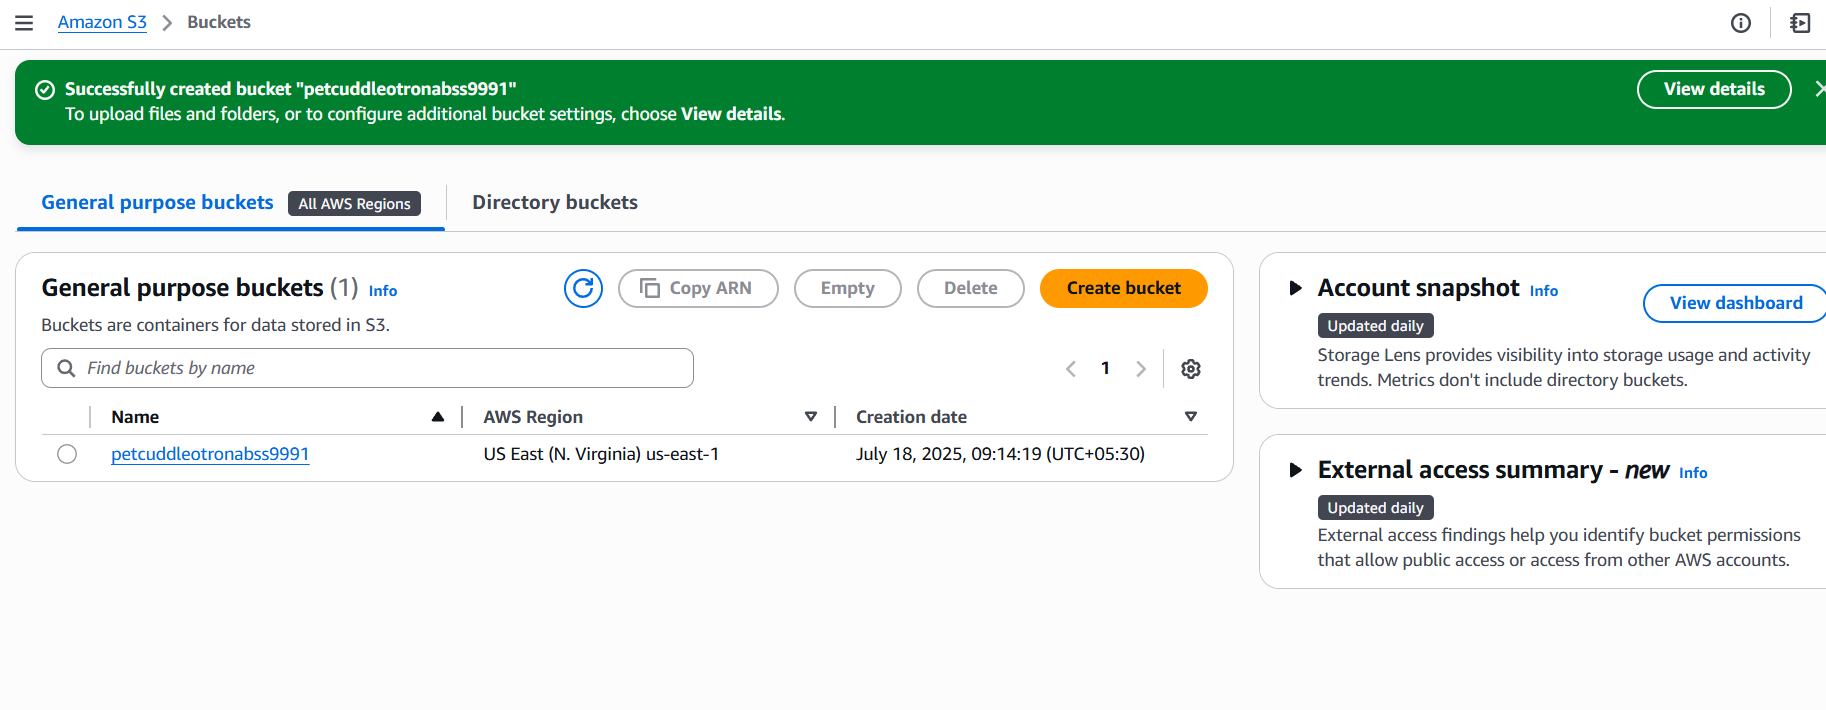 Amazon S3 > Buckets
Successfully created bucket "petcuddleotronabss9991"
To upload files and folders, or to configure additional bucket settings, choose View details.
View details
General purpose buckets All AWS Regions
Directory buckets
General purpose buckets (1) Info
Copy ARN
Empty
Delete
Create bucket
Buckets are containers for data stored in S3.
Find buckets by name
1
Name AWS Region Creation date
petcuddleotronabss9991 US East (N. Virginia) us-east-1 July 18, 2025, 09:14:19 (UTC+05:30)
Account snapshot Info
View dashboard
Updated daily
Storage Lens provides visibility into storage usage and activity
trends. Metrics don't include directory buckets.
External access summary - new Info
Updated daily
External access findings help you identify bucket permissions
that allow public access or access from other AWS accounts.